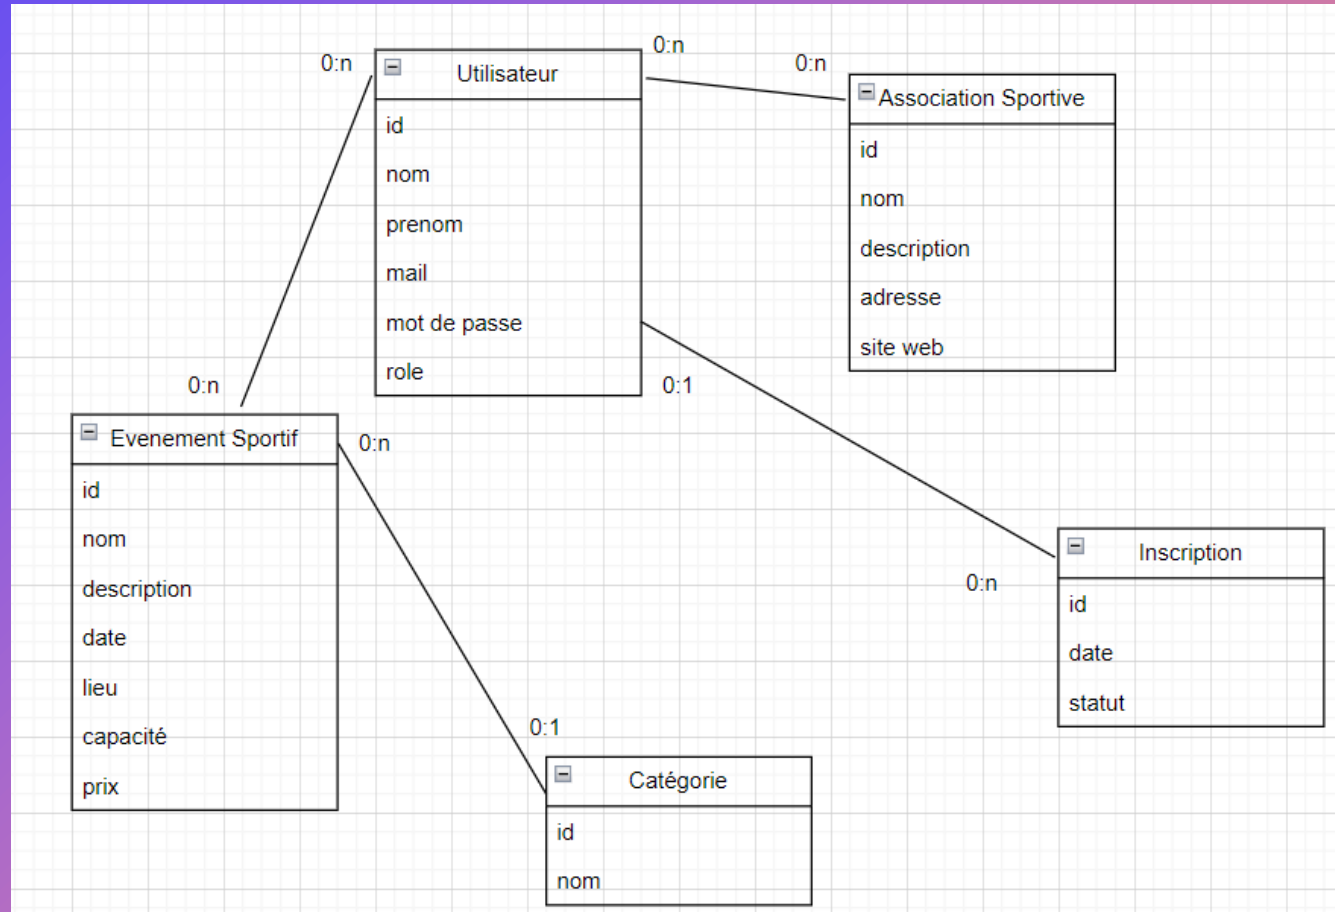 0:n
Utilisateur
id
nom
prenom
mail
mot de passe
role
0:n
0:n
Association Sportive
id
nom
description
adresse
site web
0:n
0:1
Evenement Sportif
id
nom
description
date
lieu
capacité
prix
0:n
0:n
Inscription
id
date
statut
0:1
Catégorie
id
nom